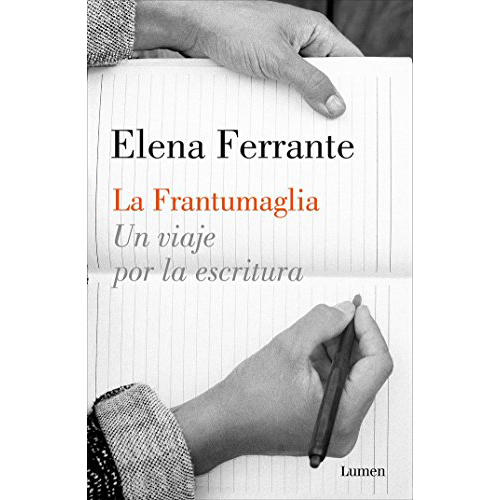 Elena Ferrante
La Frantumaglia
Un viaje
por la escritura
Lumen